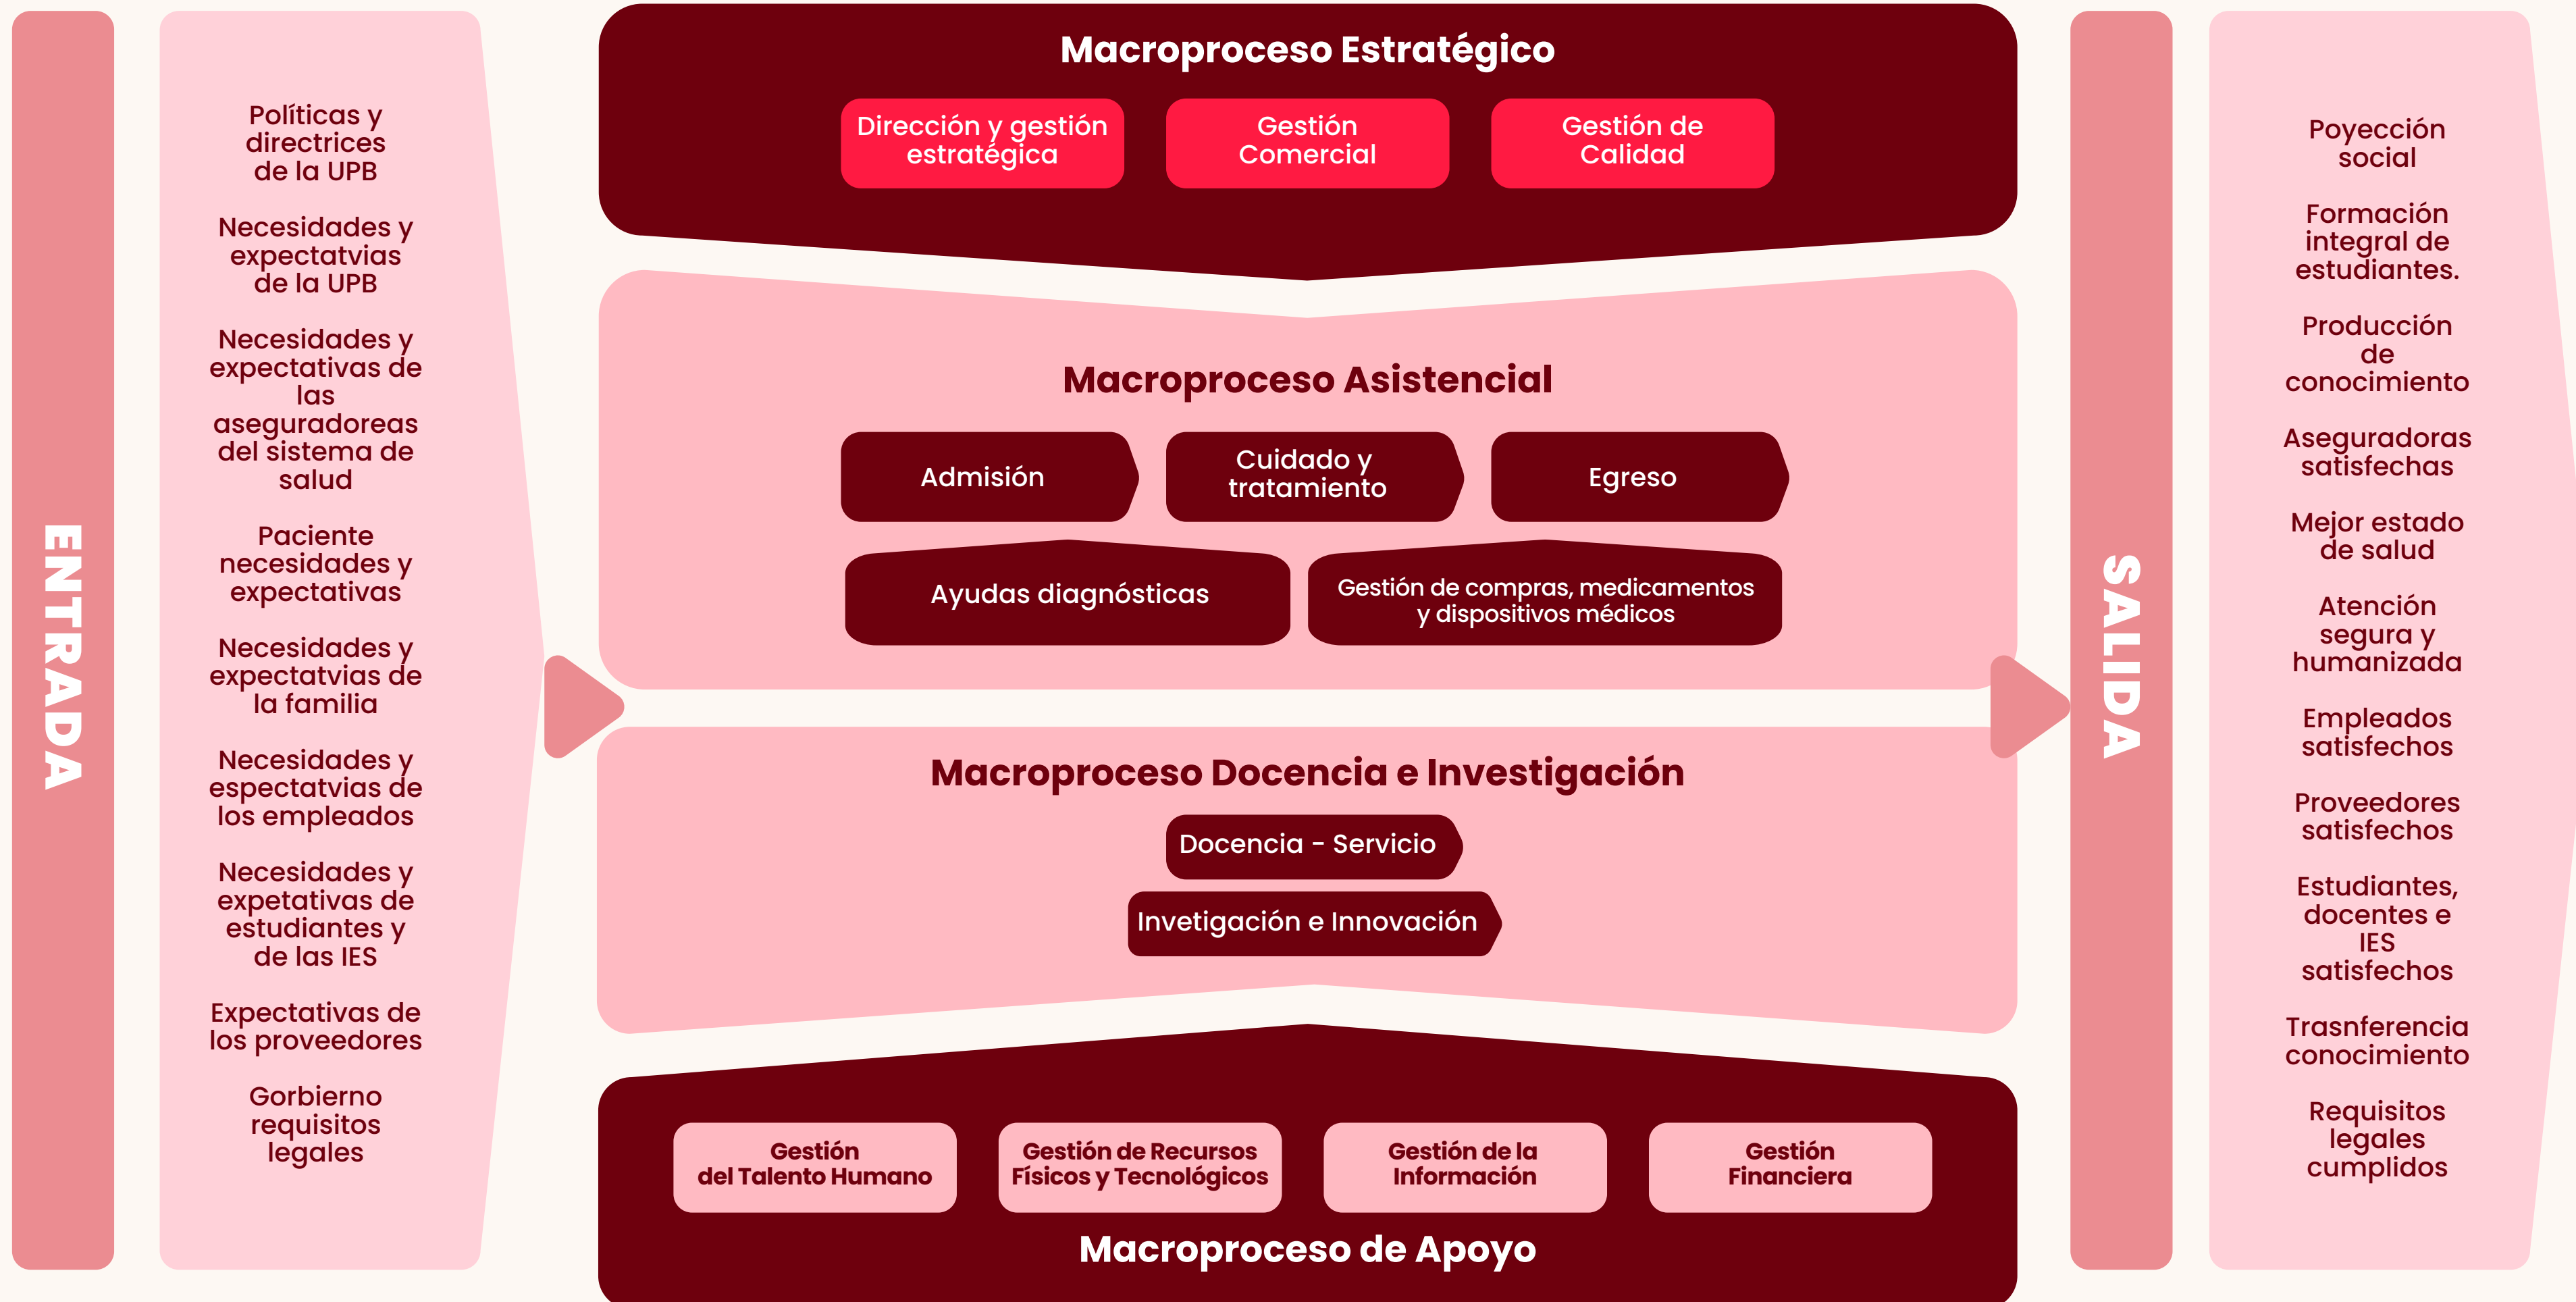 ENTRADA
Políticas y
directrices
de la UPB
Necesidades y
expectatvias
de la UPB
Necesidades y
expectativas de
las
aseguradoreas
del sistema de
salud
Paciente
necesidades y
expectativas
Necesidades y
expectatvias de
la familia
Necesidades y
espectatvias de
los empleados
Necesidades y
expetativas de
estudiantes y
de las IES
Expectativas de
los proveedores
Gorbierno
requisitos
legales
Macroproceso Estratégico
Dirección y gestión
estratégica
Gestión
Comercial
Gestión de
Calidad
Macroproceso Asistencial
Admisión
Cuidado y
tratamiento
Egreso
Ayudas diagnósticas
Gestión de compras, medicamentos
y dispositivos médicos
Macroproceso Docencia e Investigación
Docencia - Servicio
Invetigación e Innovación
Gestión
del Talento Humano
Gestión de Recursos
Físicos y Tecnológicos
Gestión de la
Información
Gestión
Financiera
Macroproceso de Apoyo
SALIDA
Poyección
social
Formación
integral de
estudiantes.
Producción
de
conocimiento
Aseguradoras
satisfechas
Mejor estado
de salud
Atención
segura y
humanizada
Empleados
satisfechos
Proveedores
satisfechos
Estudiantes,
docentes e
IES
satisfechos
Trasnferencia
conocimiento
Requisitos
legales
cumplidos